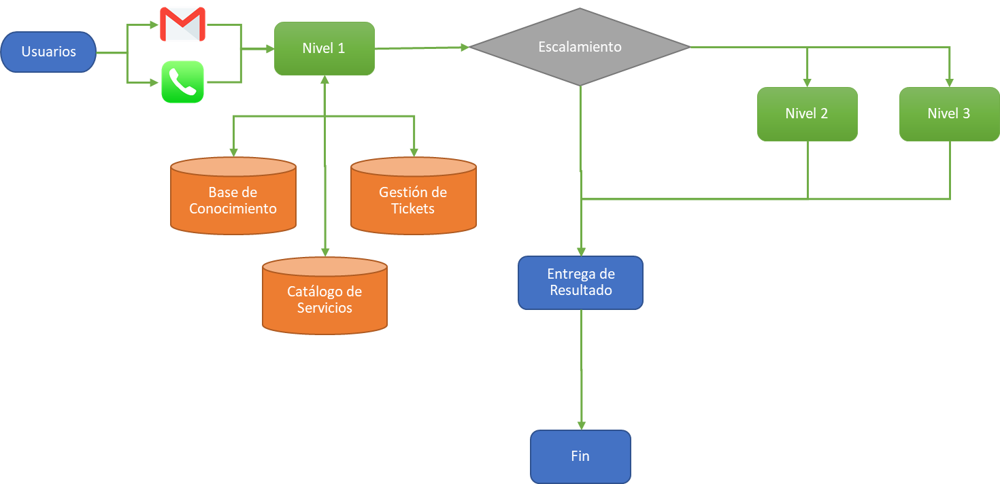 Usuarios
Nivel 1
Escalamiento
Nivel 2
Nivel 3
Base de
Conocimiento
Gestión de
Tickets
Catálogo de
Servicios
Entrega de
Resultado
Fin